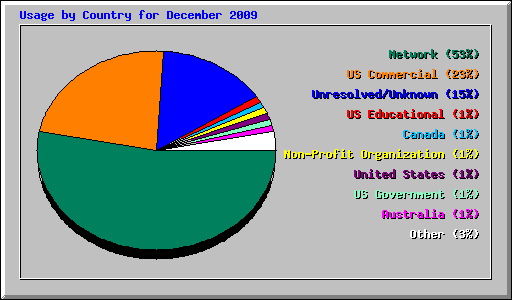 Usage by Country for December 2009
Network (53%)
US Commercial (23%)
Unresolved/Unknown (15%)
US Educational (1%)
Canada (1%)
Non-Profit Organization (1%)
United States (1%)
US Government (1%)
Australia (1%)
Other (3%)